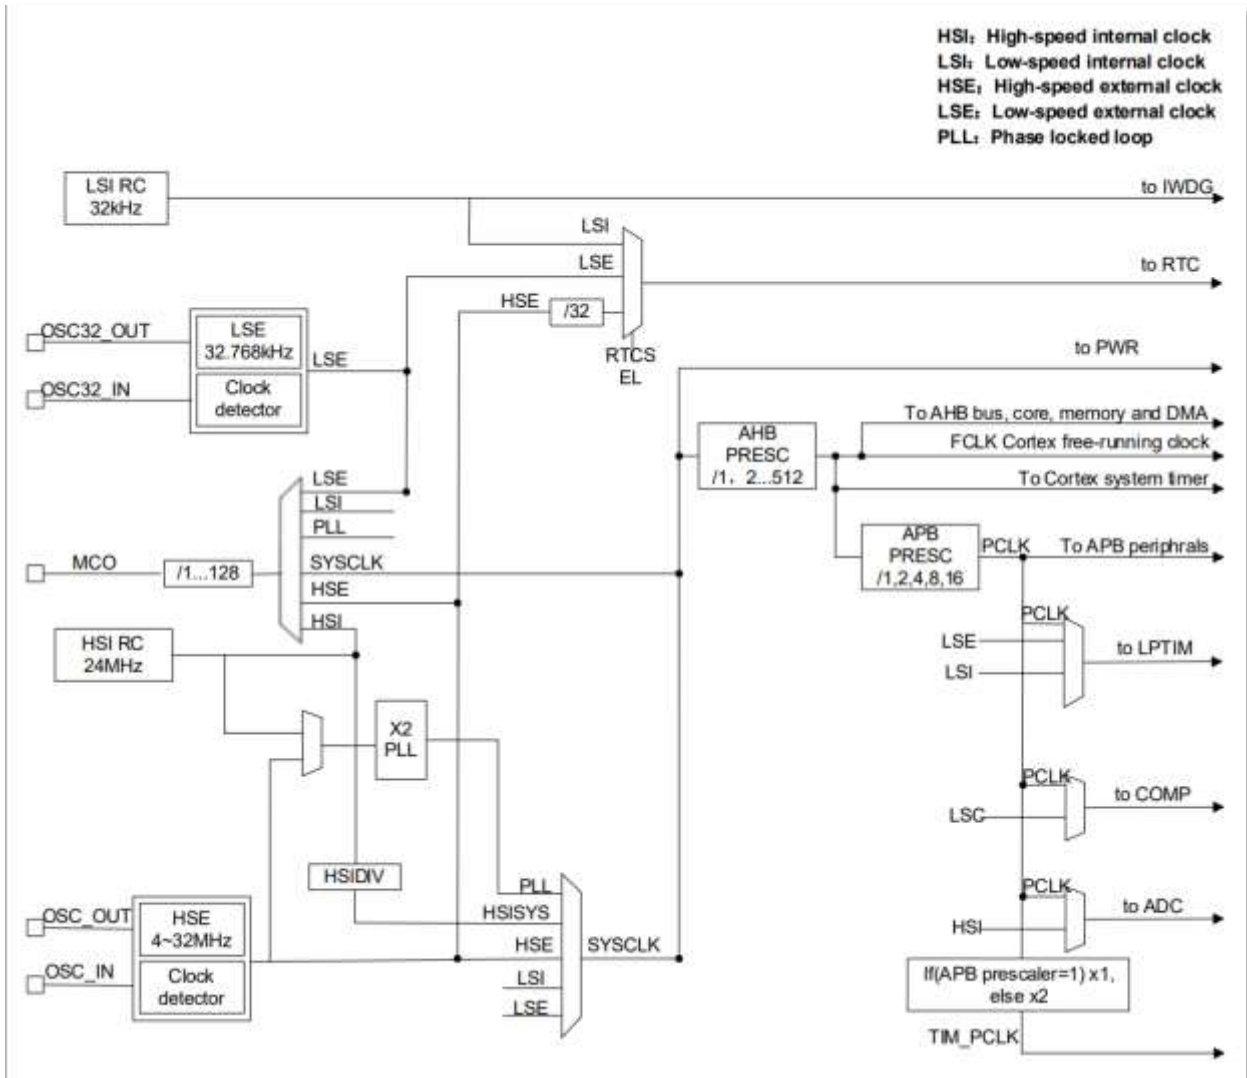 HSI：High-speed internal clock
LSI：Low-speed internal clock
HSE：High-speed external clock
LSE：Low-speed external clock
PLL：Phase locked loop
LSI RC
32kHz
to IWDG
LSI
LSE
to RTC
HSE
/32
OSC32_OUT
LSE
32.768kHz
LSE
RTCS
EL
to PWR
OSC32_IN
Clock
detector
To AHB bus, core, memory and DMA
AHB
PRESC
/1，2...512
FCLK Cortex free-running clock
To Cortex system timer
LSE
LSI
PLL
APB
PRESC
/1,2,4,8,16
PCLK
To APB periphrals
MCO
/1...128
SYSCLK
HSE
HSI
PCLK
HSI RC
24MHz
LSE
to LPTIM
LSI
X2
PLL
PCLK
to COMP
LSC
HSIDIV
PLL
HSISYS
PCLK
to ADC
OSC_OUT
HSE
4~32MHz
HSE
SYSCLK
HSI
OSC_IN
Clock
detector
LSI
LSE
If(APB prescaler=1) x1,
else x2
TIM_PCLK